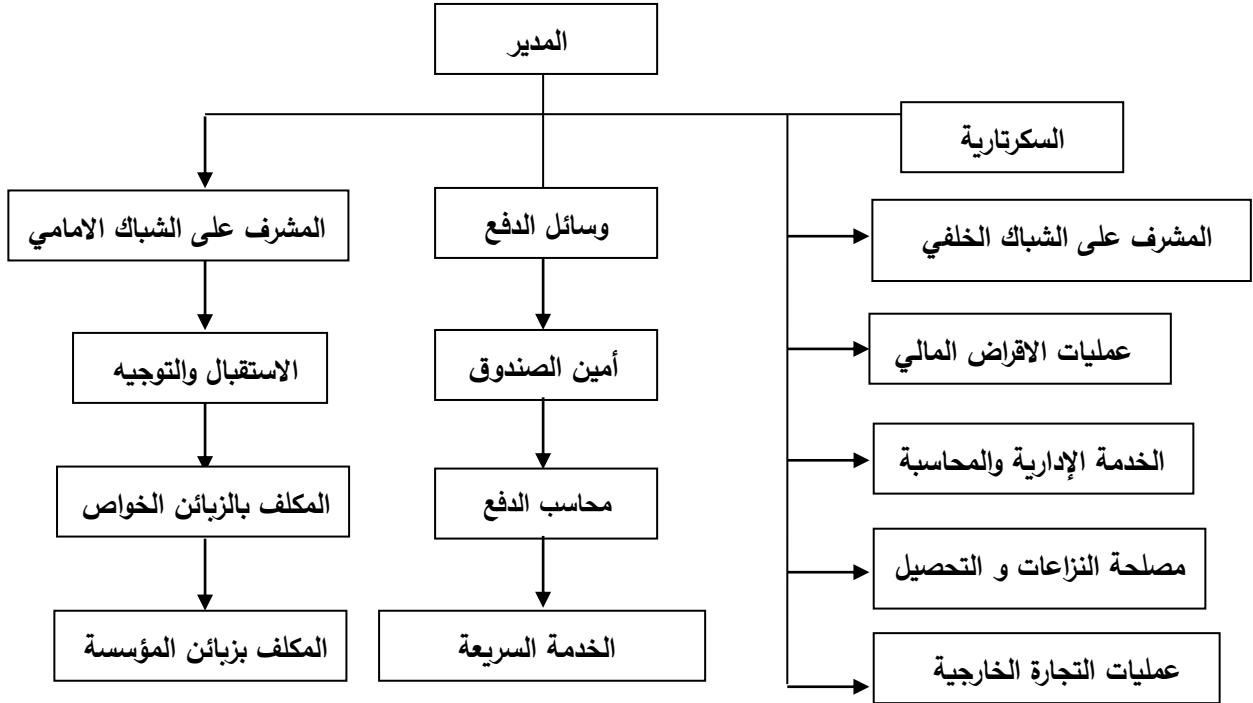 المدير
السكرتارية
المشرف على الشباك الامامي
وسائل الدفع
المشرف على الشباك الخلفي
الاستقبال والتوجيه
أمين الصندوق
عمليات الاقراض المالي
المكلف بالزبائن الخواص
محاسب الدفع
الخدمة الإدارية والمحاسبة
مصلحة النزاعات و التحصيل
المكلف بزبائن المؤسسة
الخدمة السريعة
عمليات التجارة الخارجية